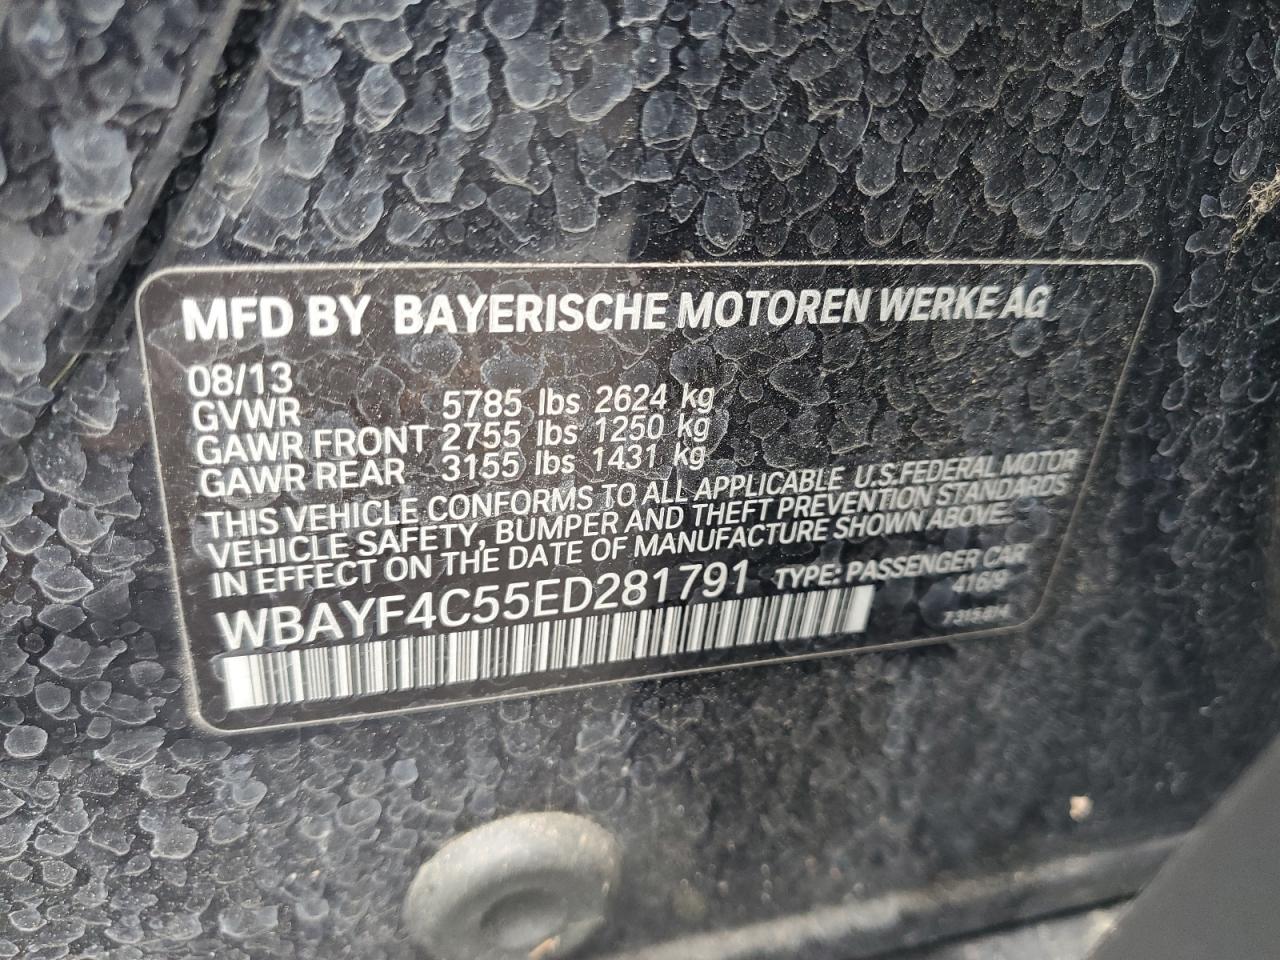 MFD BY BAYERISCHE MOTOREN WERKE AG
08/13
GVWR 5785 lbs 2624 kg
GAWR FRONT 2755 lbs 1250 kg
GAWR REAR 3155 lbs 1431 kg
THIS VEHICLE CONFORMS TO ALL APPLICABLE U.S.FEDERAL MOTOR
VEHICLE SAFETY, BUMPER AND THEFT PREVENTION STANDARDS
IN EFFECT ON THE DATE OF MANUFACTURE SHOWN ABOVE.
WBAYF4C55ED281791 TYPE: PASSENGER CAR
416/9